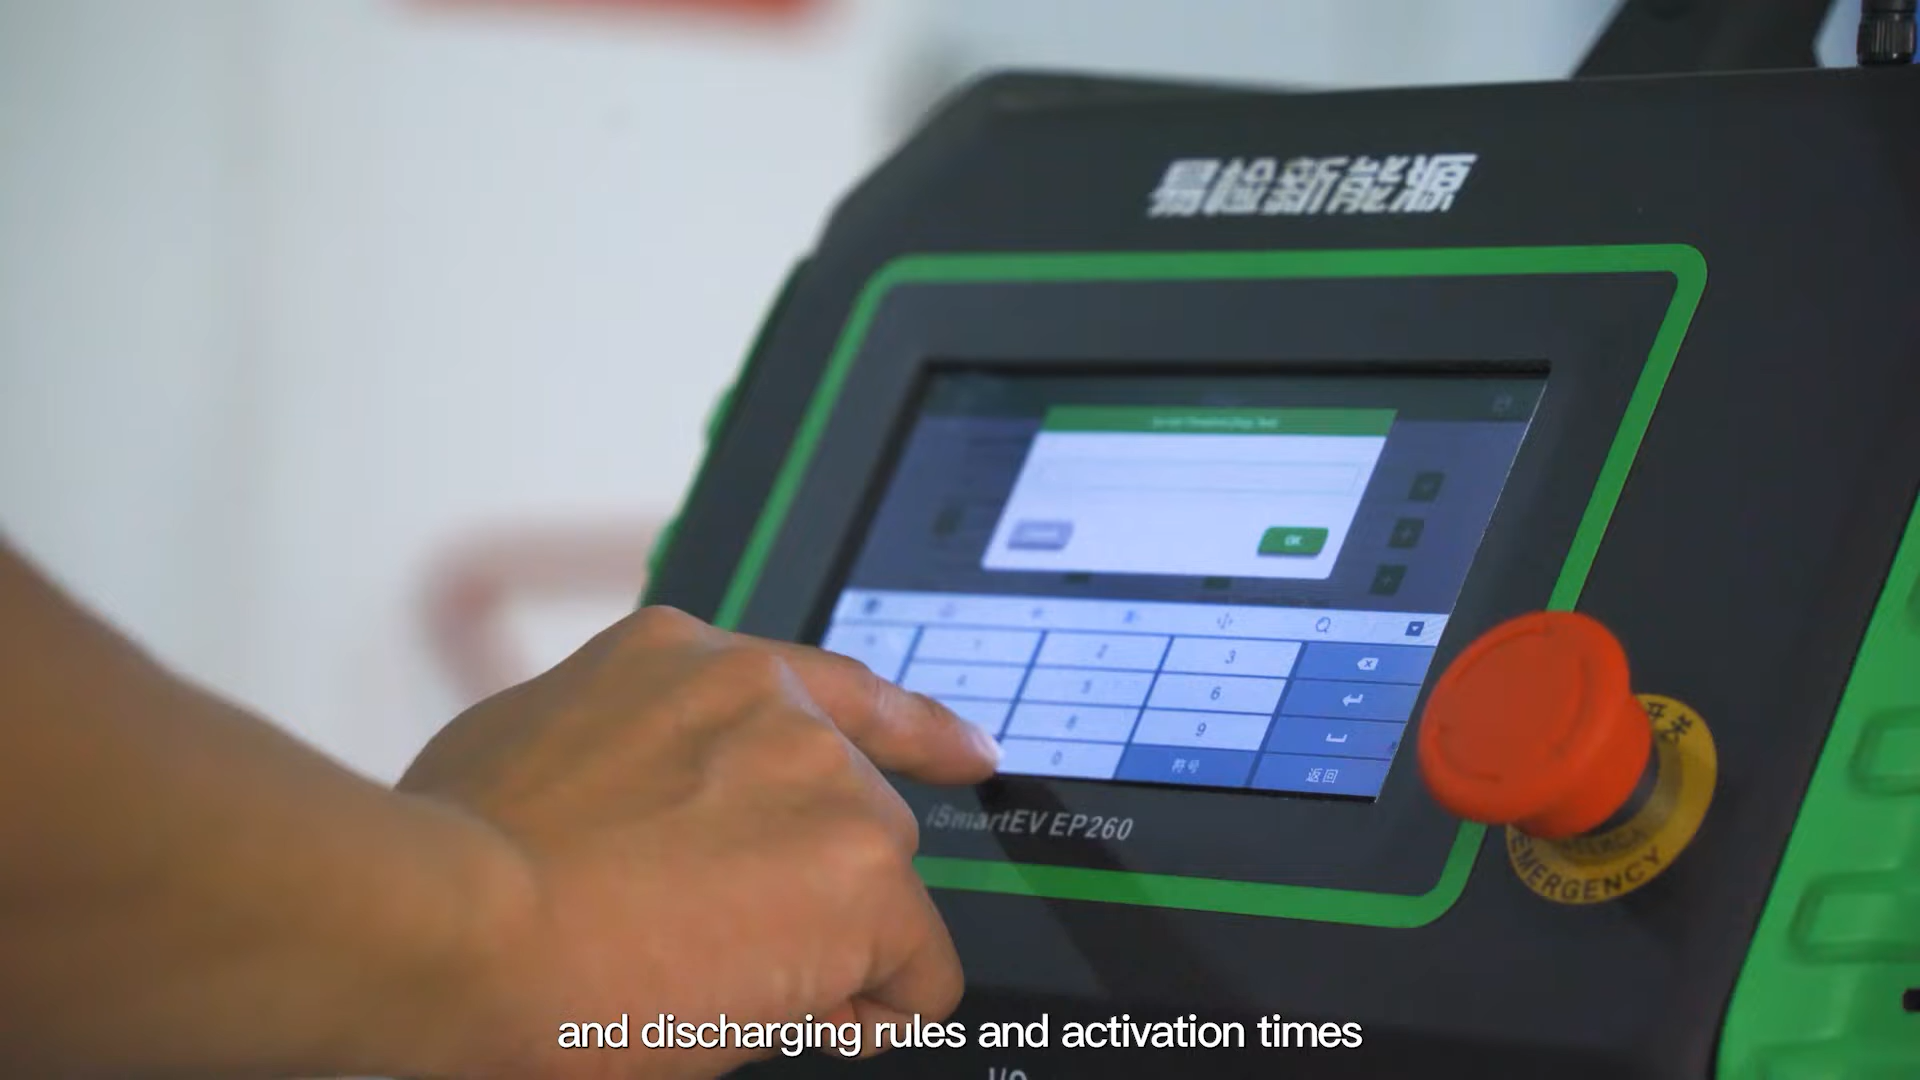 易检新能源
OK
1 2 3
4 5 6
8 9
0 符号 返回
iSmartEV EP260
EMERGENCY
and discharging rules and activation times
I/O